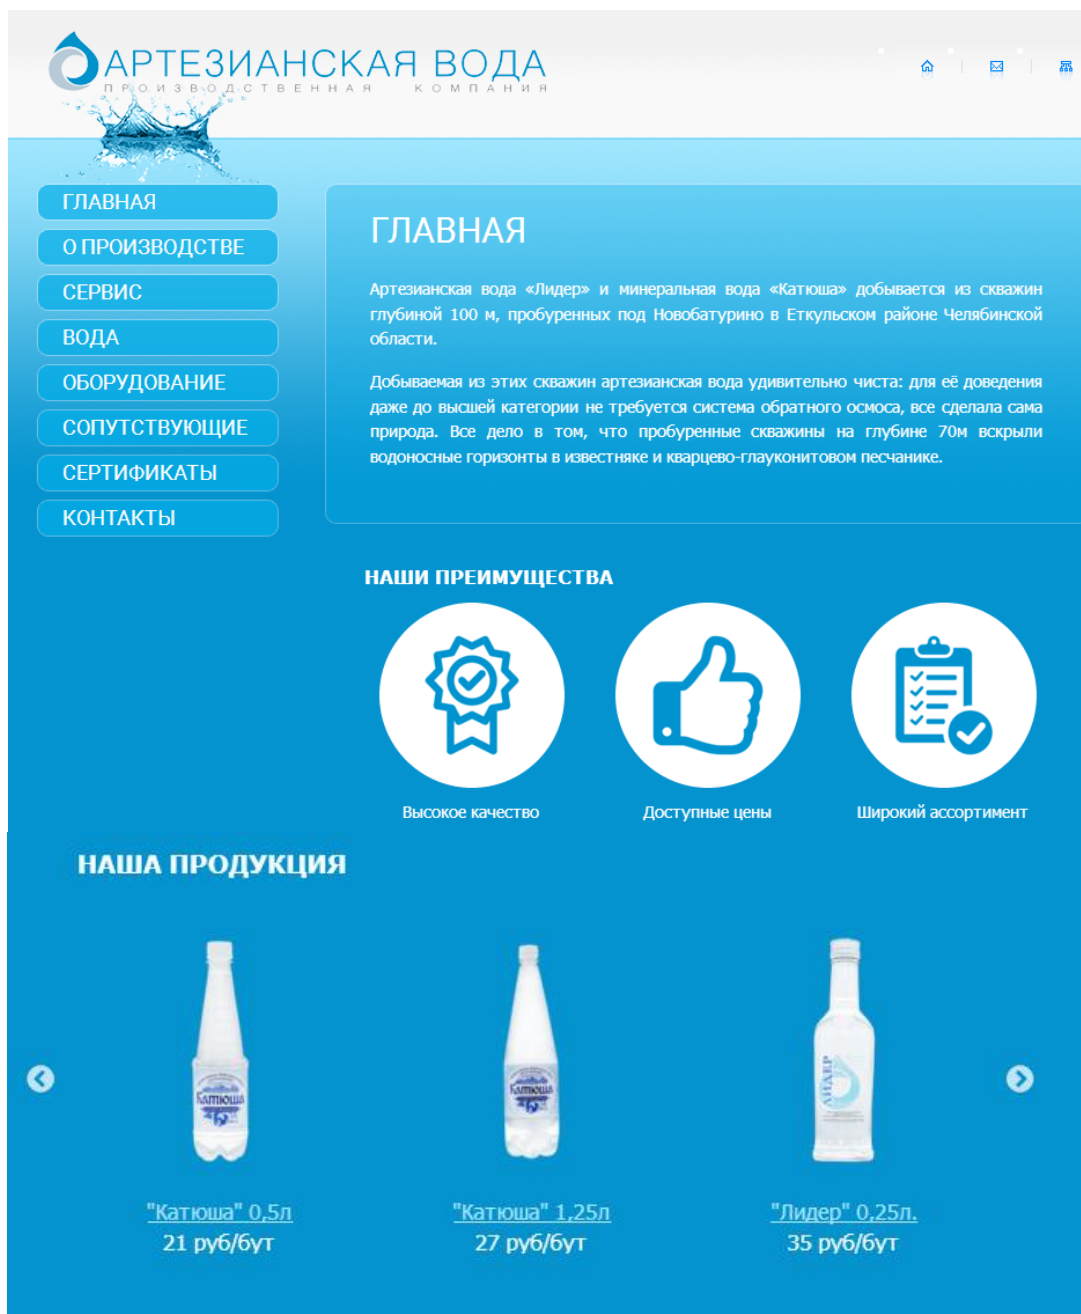 АРТЕЗИАНСКАЯ ВОДА
ПРОИЗВОДСТВЕННАЯ КОМПАНИЯ
ГЛАВНАЯ
О ПРОИЗВОДСТВЕ
СЕРВИС
ВОДА
ОБОРУДОВАНИЕ
СОПУТСТВУЮЩИЕ
СЕРТИФИКАТЫ
КОНТАКТЫ
ГЛАВНАЯ
Артезианская вода «Лидер» и минеральная вода «Катюша» добывается из скважин
глубиной 100 м, пробуренных под Новобатурино в Еткульском районе Челябинской
области.
Добываемая из этих скважин артезианская вода удивительно чиста: для её доведения
даже до высшей категории не требуется система обратного осмоса, все сделала сама
природа. Все дело в том, что пробуренные скважины на глубине 70м вскрыли
водоносные горизонты в известняке и кварцево-глауконитовом песчанике.
НАШИ ПРЕИМУЩЕСТВА
Высокое качество
Доступные цены
Широкий ассортимент
НАША ПРОДУКЦИЯ
Катюша
Катюша
ЛИДЕР
"Катюша" 0,5л
21 руб/бут
"Катюша" 1,25л
27 руб/бут
"Лидер" 0,25л.
35 руб/бут